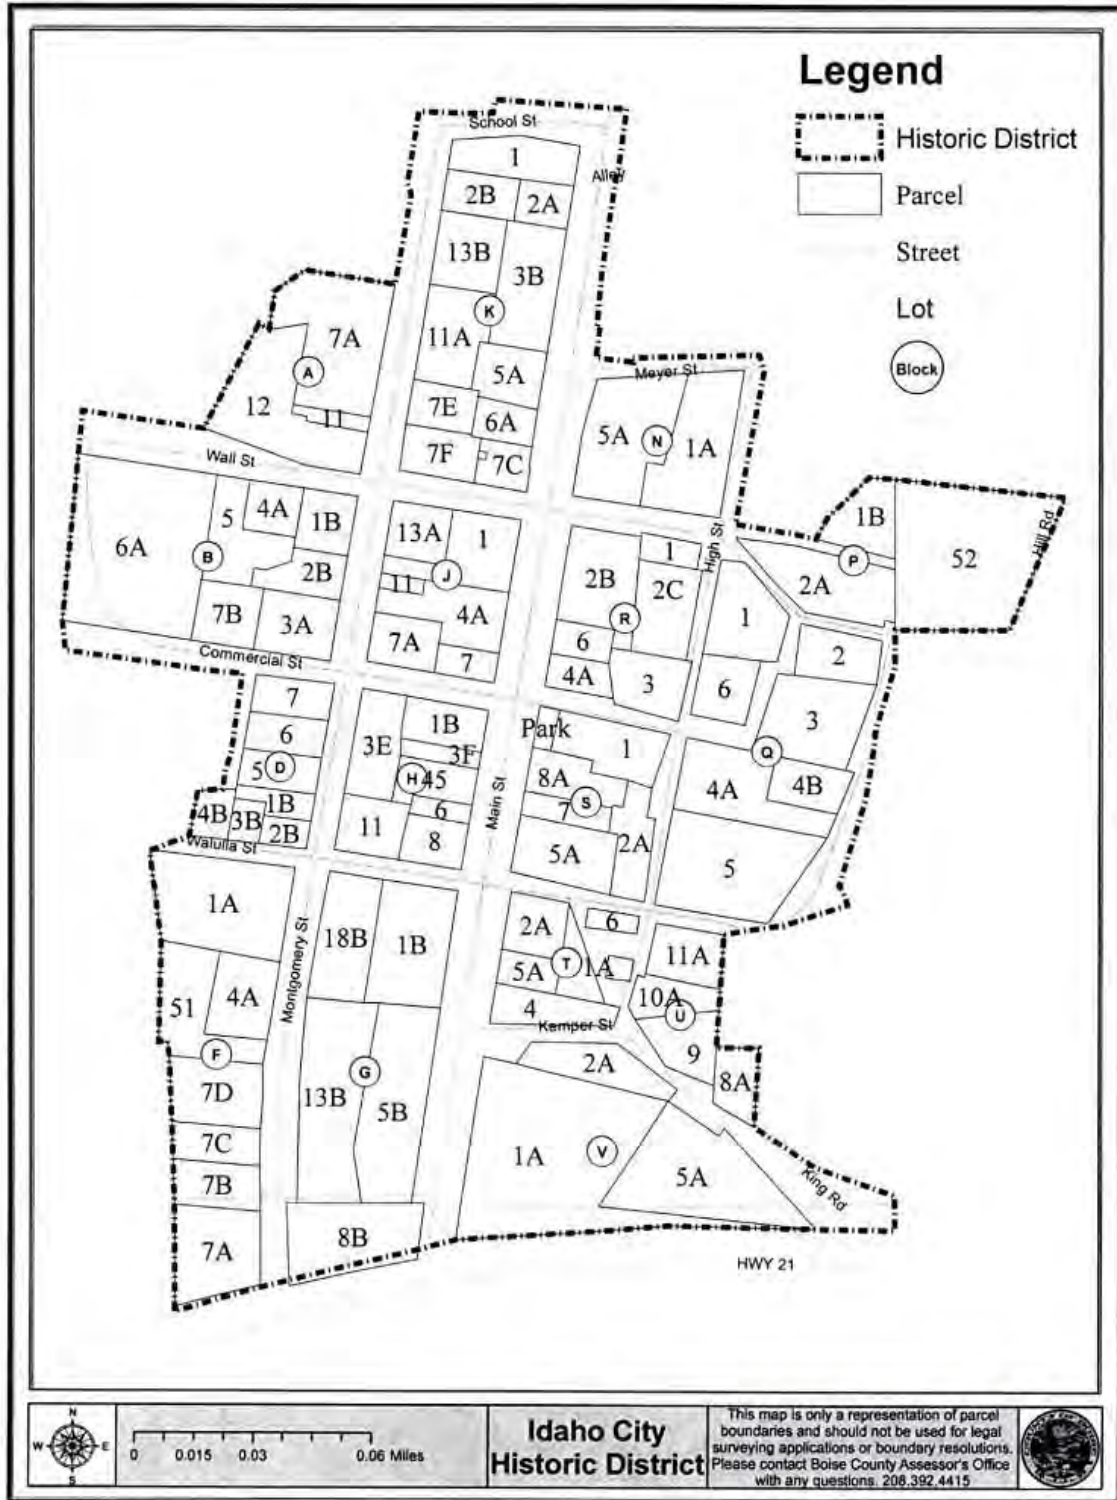 Legend
Historic District
Parcel
Street
Lot
Block
School St
1
Alley
2B
2A
13B
3B
K
7A
11A
5A
Meyer St
A
7E
6A
12
11
5A
N
1A
7F
7C
Wall St
1B
52
Hill Rd
5
4A
1B
13A
1
High St
6A
B
1
P
2B
J
2B
2C
2A
11
4A
R
1
7B
3A
7A
7
6
2
Commercial St
4A
3
6
7
3
1B
Park
6
3E
3F
1
Q
5
D
H
45
8A
4A
4B
1B
6
Main St
7
S
4B
3B
2B
11
8
2A
Walulla St
5A
5
1A
18B
1B
2A
6
11A
Montgomery St
5A
T
1A
51
4A
4
10A
Kemper St
U
F
9
2A
8A
7D
13B
G
5B
7C
1A
V
5A
7B
King Rd
7A
8B
HWY 21
N
W
E
S
0
0.015
0.03
0.06 Miles
Idaho City
Historic District
This map is only a representation of parcel
boundaries and should not be used for legal
surveying applications or boundary resolutions.
Please contact Boise County Assessor's Office
with any questions. 208.392.4415